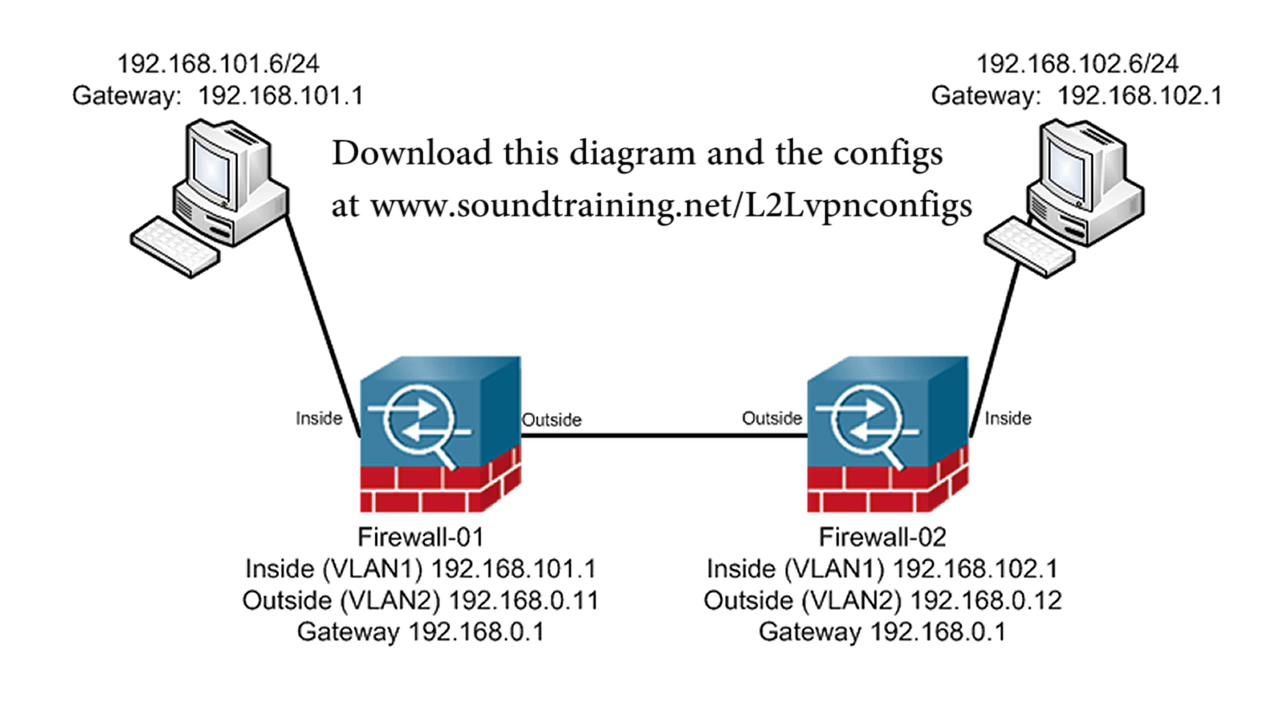 192.168.101.6/24
Gateway: 192.168.101.1
192.168.102.6/24
Gateway: 192.168.102.1
Download this diagram and the configs
at www.soundtraining.net/L2Lvpnconfigs
Inside
Outside
Outside
Inside
Firewall-01
Inside (VLAN1) 192.168.101.1
Outside (VLAN2) 192.168.0.11
Gateway 192.168.0.1
Firewall-02
Inside (VLAN1) 192.168.102.1
Outside (VLAN2) 192.168.0.12
Gateway 192.168.0.1